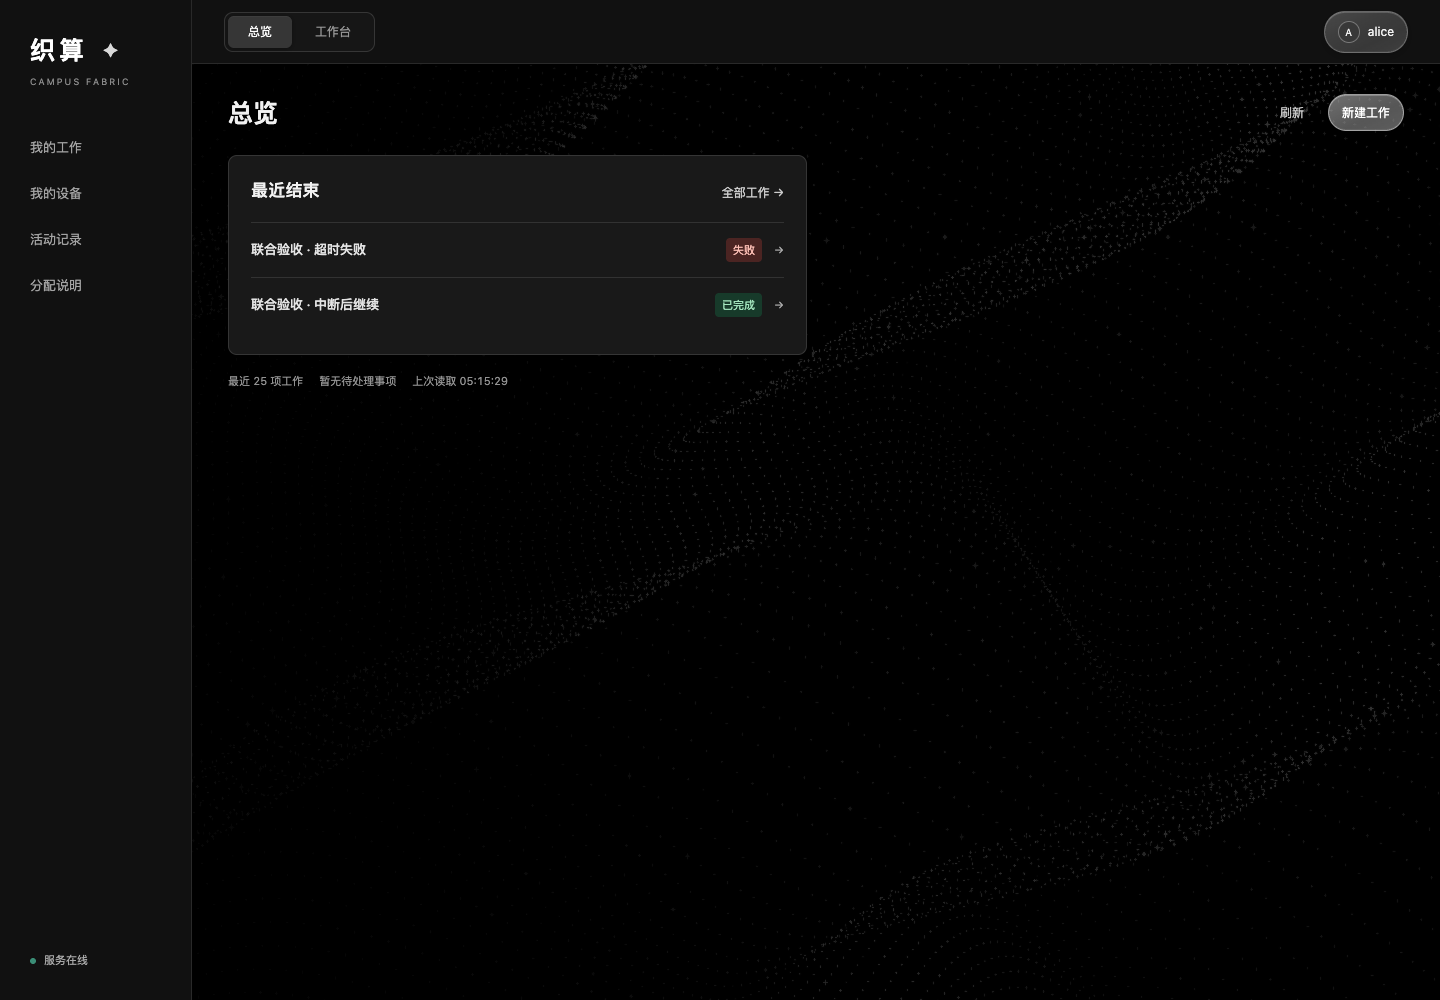 织算
CAMPUS FABRIC
我的工作
我的设备
活动记录
分配说明
服务在线
总览 工作台
A alice
总览
刷新 新建工作
最近结束 全部工作 →
联合验收 · 超时失败 失败 →
联合验收 · 中断后继续 已完成 →
最近 25 项工作 暂无待处理事项 上次读取 05:15:29